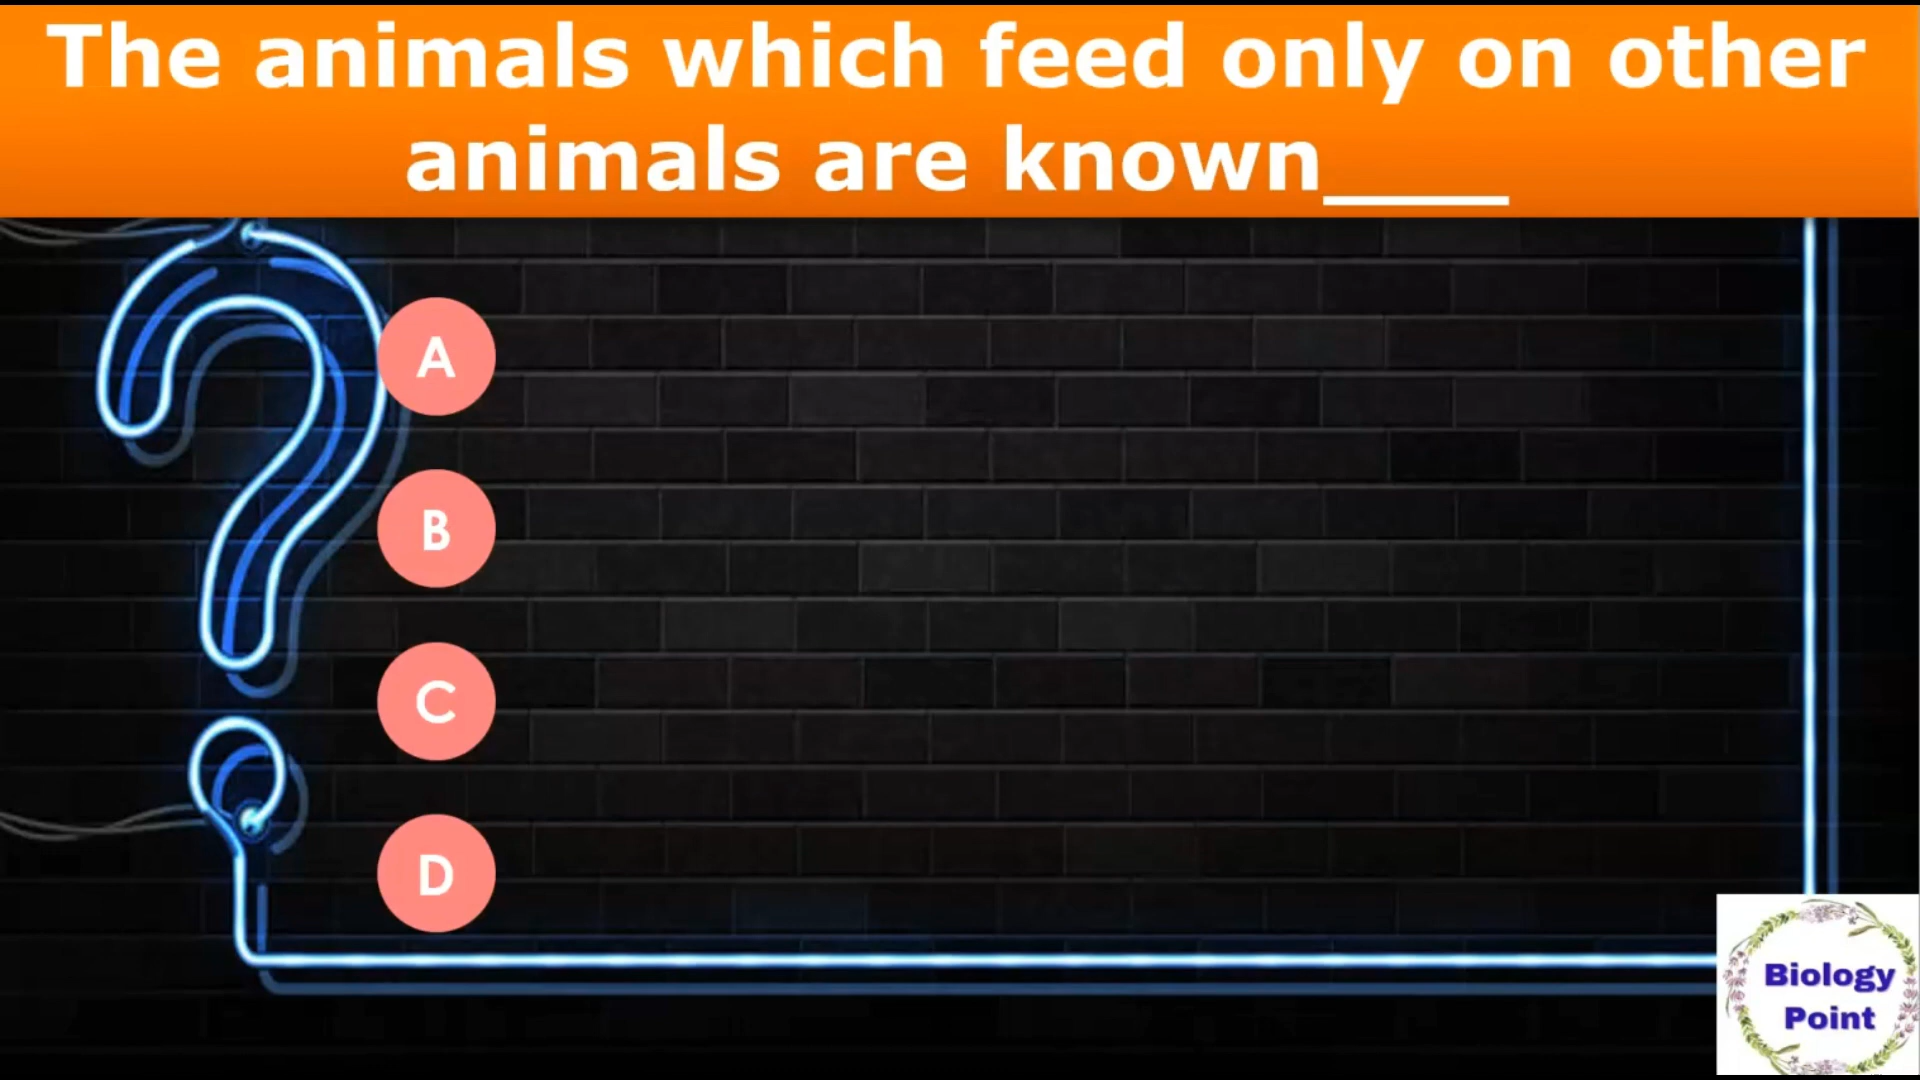 The animals which feed only on other
animals are known____
A
B
C
D
Biology
Point